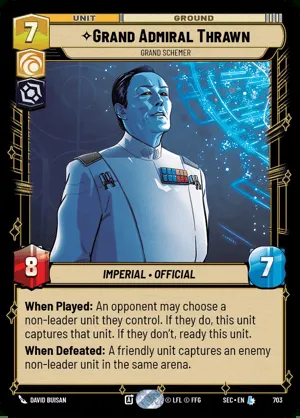 UNIT
GROUND
7
✧GRAND ADMIRAL THRAWN
GRAND SCHEMER
IMPERIAL • OFFICIAL
8
7
When Played: An opponent may choose a
non-leader unit they control. If they do, this unit
captures that unit. If they don't, ready this unit.
When Defeated: A friendly unit captures an enemy
non-leader unit in the same arena.
DAVID BUISAN
© LFL © FFG
SEC • EN
703